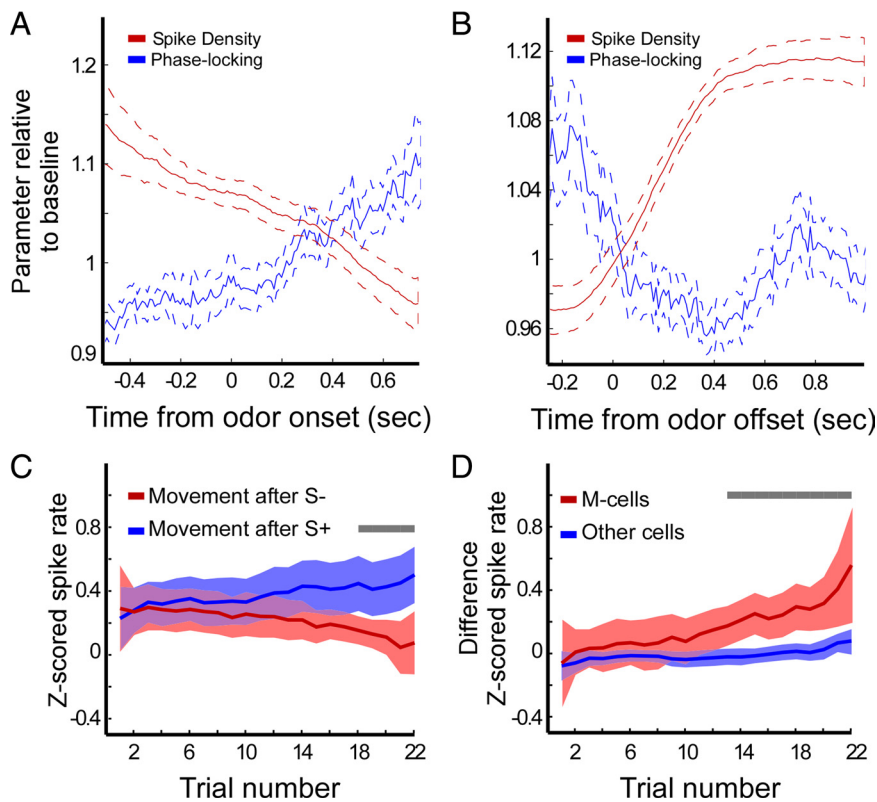 A
Spike Density
Phase-locking
Parameter relative
to baseline
1.2
1.1
1
0.9
-0.4
-0.2
0
0.2
0.4
0.6
Time from odor onset (sec)
B
Spike Density
Phase-locking
1.12
1.08
1.04
1
0.96
-0.2
0
0.2
0.4
0.6
0.8
Time from odor offset (sec)
C
Movement after S-
Movement after S+
Z-scored spike rate
0.8
0.4
0
-0.4
2
6
10
14
18
22
Trial number
D
M-cells
Other cells
Difference
Z-scored spike rate
0.8
0.4
0
-0.4
2
6
10
14
18
22
Trial number